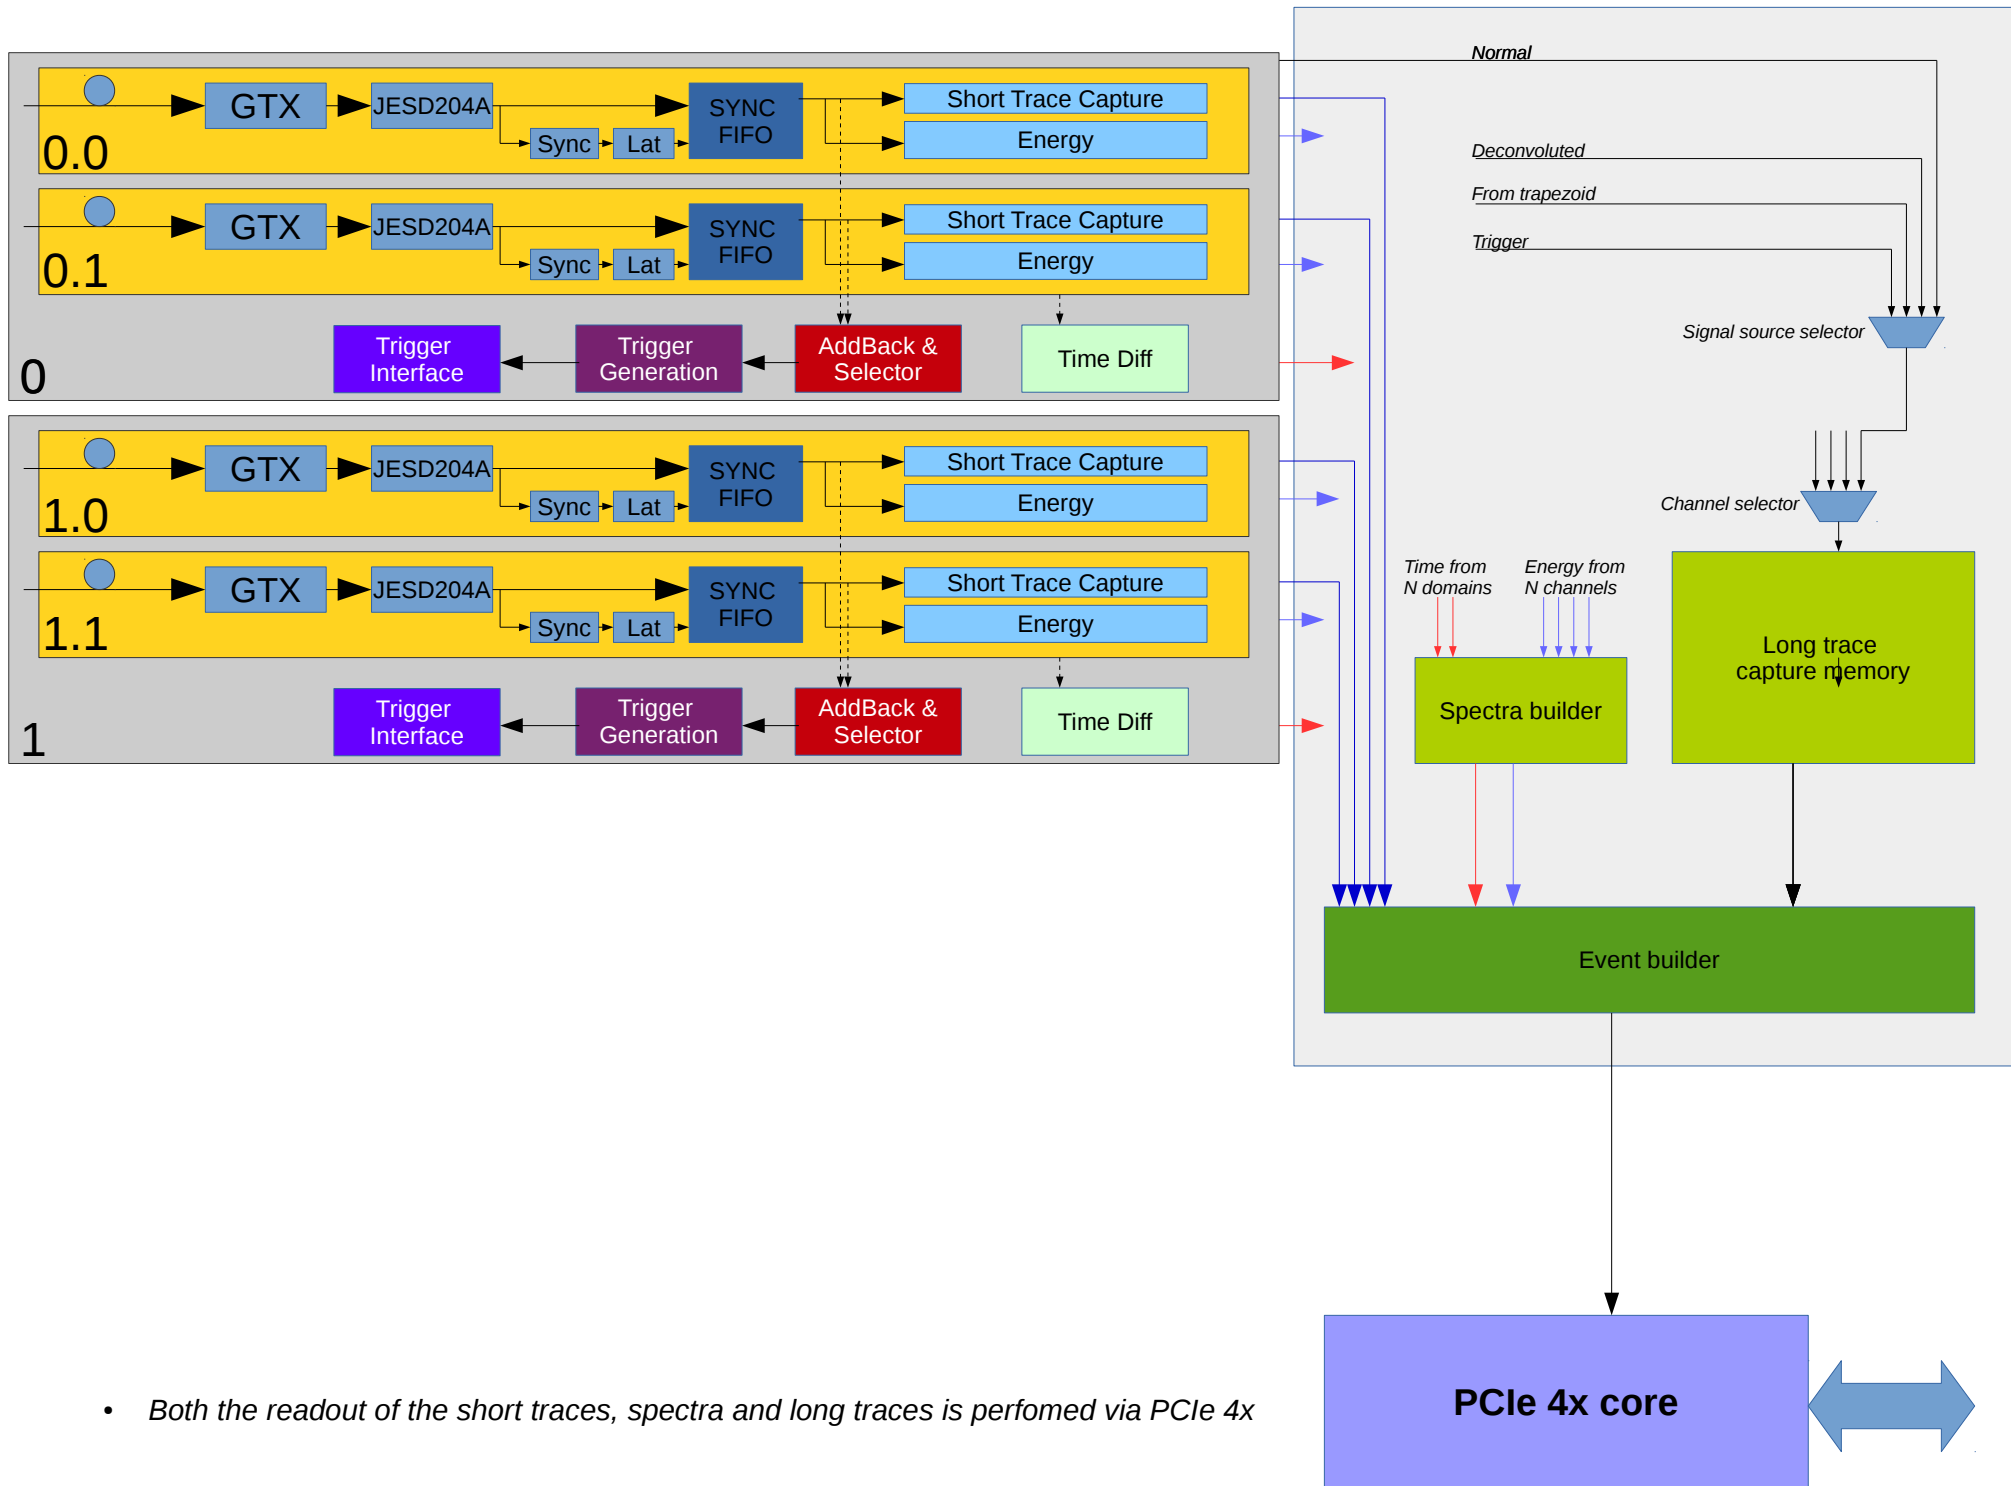 Normal
GTX
JESD204A
SYNC
FIFO
Short Trace Capture
Energy
Sync
Lat
0.0
Deconvoluted
From trapezoid
Trigger
GTX
JESD204A
SYNC
FIFO
Short Trace Capture
Energy
Sync
Lat
0.1
Signal source selector
Trigger
Interface
Trigger
Generation
AddBack &
Selector
Time Diff
0
GTX
JESD204A
SYNC
FIFO
Short Trace Capture
Energy
Sync
Lat
1.0
Channel selector
GTX
JESD204A
SYNC
FIFO
Short Trace Capture
Energy
Sync
Lat
1.1
Time from
N domains
Energy from
N channels
Trigger
Interface
Trigger
Generation
AddBack &
Selector
Time Diff
1
Spectra builder
Long trace
capture memory
Event builder
PCIe 4x core
• Both the readout of the short traces, spectra and long traces is perfomed via PCIe 4x